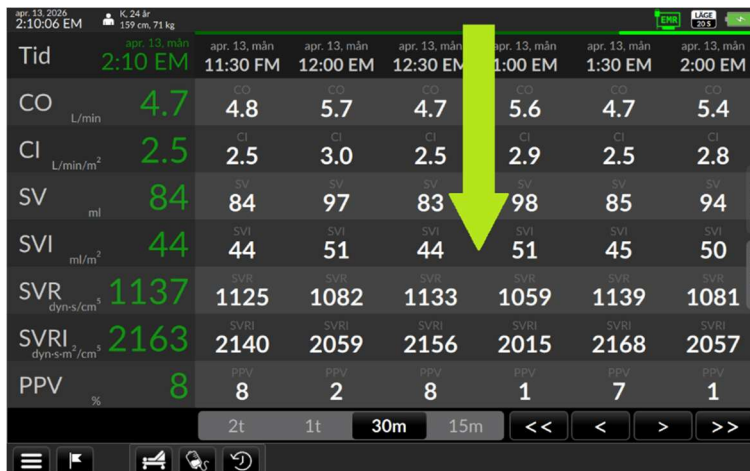 apr. 13, 2026
2:10:06 EM
K, 24 år
159 cm, 71 kg
EMR
LÄGE
20 S
Tid
apr. 13, mån
2:10 EM
apr. 13, mån
11:30 FM
apr. 13, mån
12:00 EM
apr. 13, mån
12:30 EM
apr. 13, mån
1:00 EM
apr. 13, mån
1:30 EM
apr. 13, mån
2:00 EM
CO L/min 4.7
CO CO CO CO CO CO
4.8 5.7 4.7 5.6 4.7 5.4
CI L/min/m² 2.5
CI CI CI CI CI CI
2.5 3.0 2.5 2.9 2.5 2.8
SV ml 84
SV SV SV SV SV SV
84 97 83 98 85 94
SVI ml/m² 44
SVI SVI SVI SVI SVI SVI
44 51 44 51 45 50
SVR dyn-s/cm⁵ 1137
SVR SVR SVR SVR SVR SVR
1125 1082 1133 1059 1139 1081
SVRI dyn-s-m²/cm⁵ 2163
SVRI SVRI SVRI SVRI SVRI SVRI
2140 2059 2156 2015 2168 2057
PPV % 8
PPV PPV PPV PPV PPV PPV
8 2 8 1 7 1
2t 1t 30m 15m << < > >>